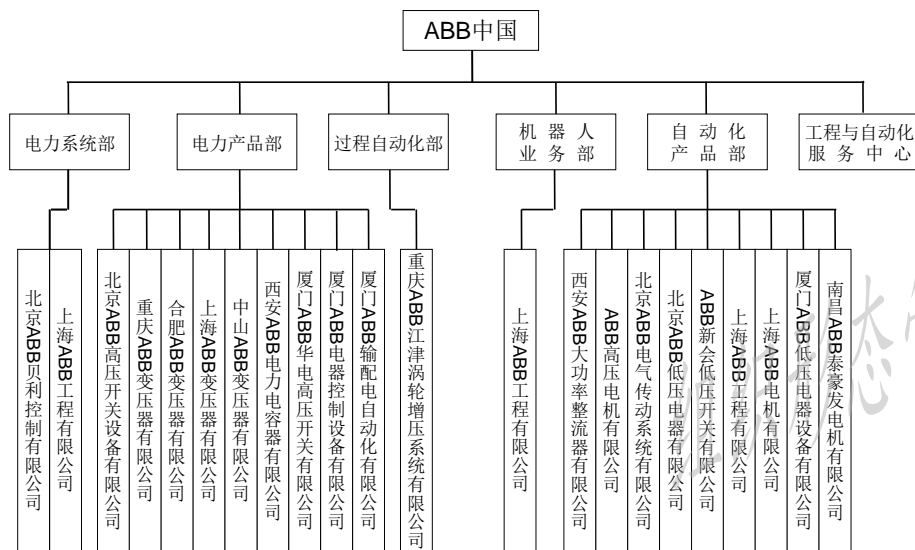 ABB中国
电力系统部
电力产品部
过程自动化部
机器人
业务部
自动化
产品部
工程与自动化
服务中心
北京ABB贝利控制有限公司
上海ABB工程有限公司
北京ABB高压开关设备有限公司
重庆ABB变压器有限公司
合肥ABB变压器有限公司
上海ABB变压器有限公司
中山ABB变压器有限公司
西安ABB电力电容器有限公司
厦门ABB华电高压开关有限公司
厦门ABB电器控制设备有限公司
厦门ABB输配电自动化有限公司
重庆ABB江津涡轮增压系统有限公司
上海ABB工程有限公司
西安ABB大功率整流器有限公司
ABB高压电机有限公司
北京ABB电气传动系统有限公司
北京ABB低压电器有限公司
ABB新会低压开关有限公司
上海ABB工程有限公司
上海ABB电机有限公司
厦门ABB低压电器设备有限公司
南昌ABB泰豪发电机有限公司